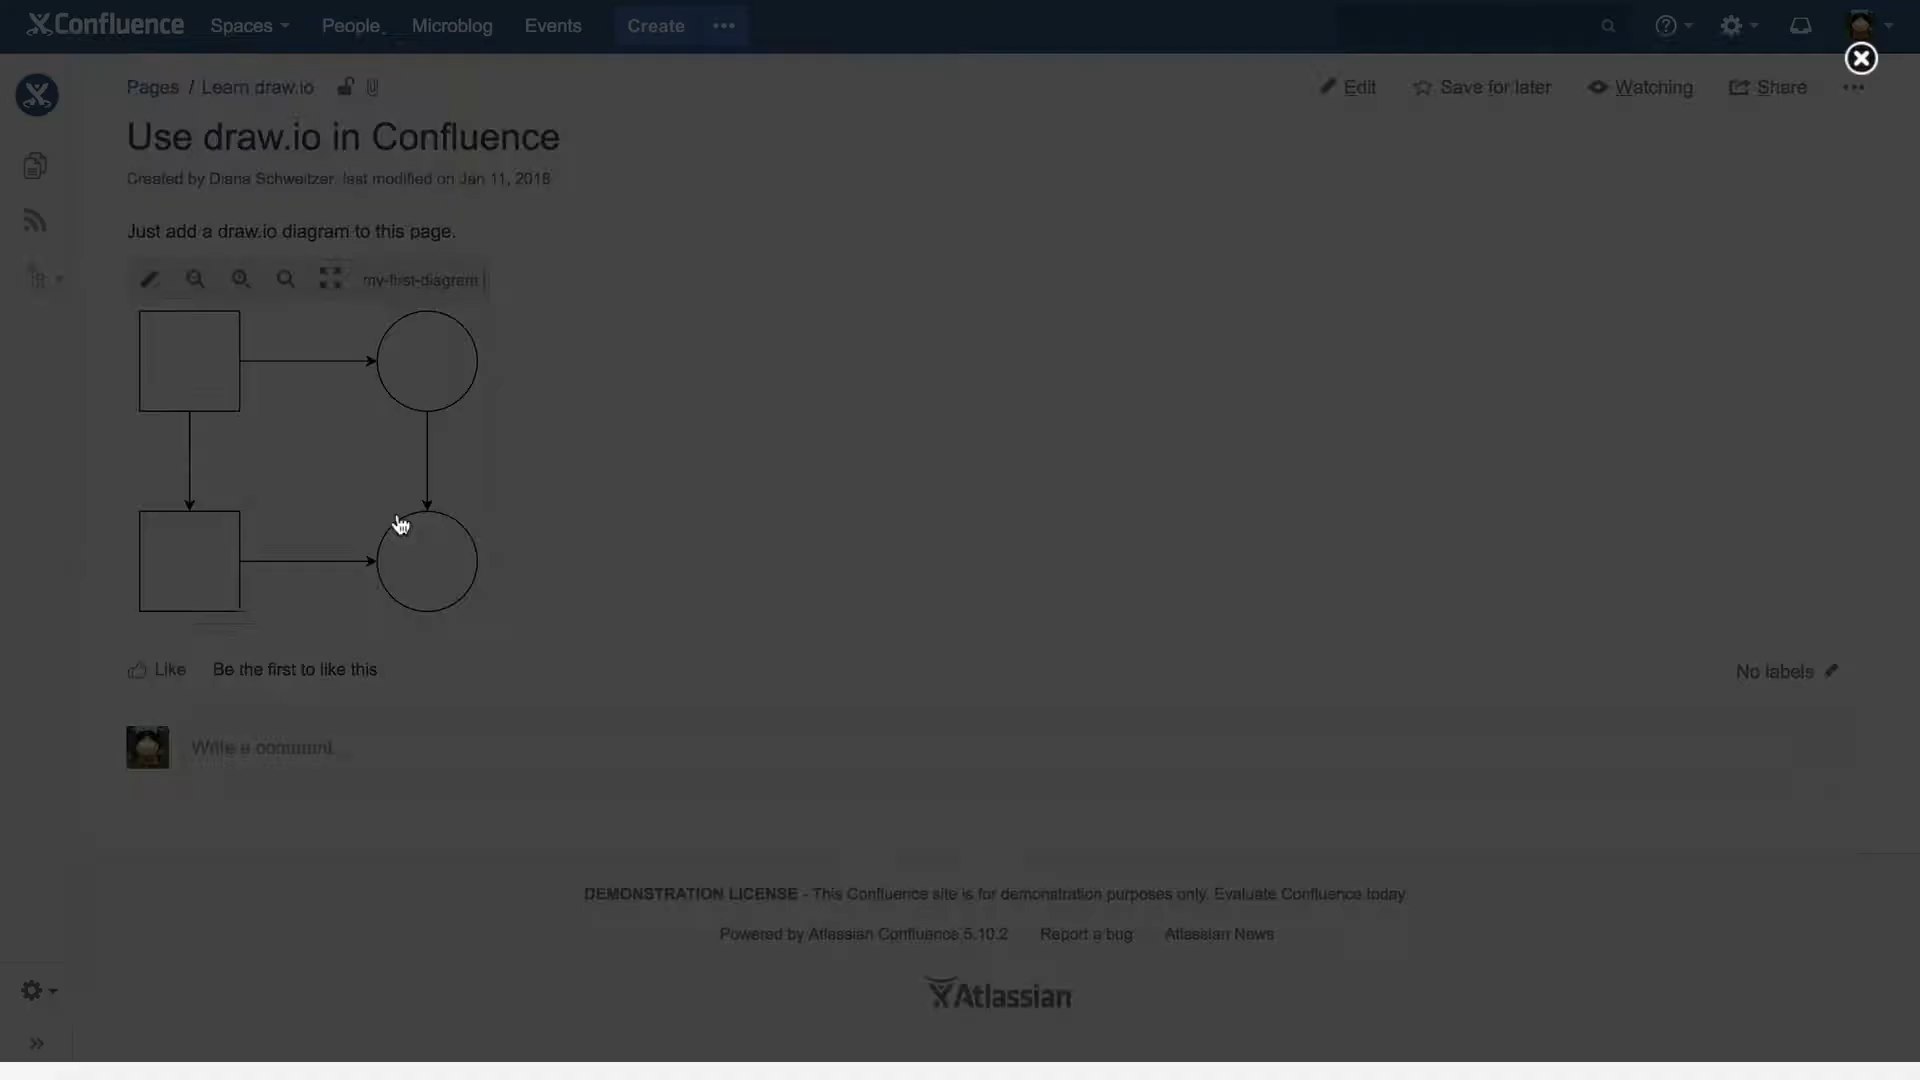 Confluence Spaces People Microblog Events Create
Pages / Learn draw.io
Edit Save for later Watching Share
Use draw.io in Confluence
Created by Diana Schweitzer, last modified on Jan 11, 2018
Just add a draw.io diagram to this page.
my-first-diagram |
Like Be the first to like this
No labels
Write a comment...
DEMONSTRATION LICENSE - This Confluence site is for demonstration purposes only. Evaluate Confluence today
Powered by Atlassian Confluence 5.10.2 Report a bug Atlassian News
Atlassian